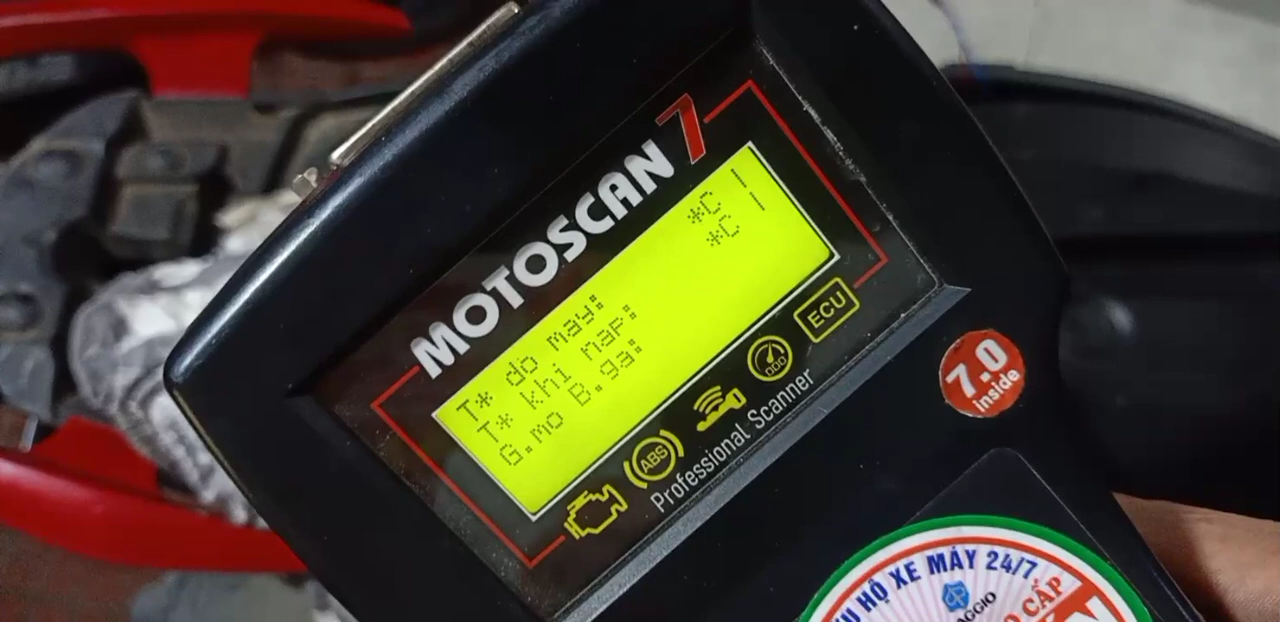 MOTOSCAN 7
T* do may: *C |
T* khi nap: *C |
G.mo B.ga:
ABS
ECU
Professional Scanner
7.0
inside
HỘ XE MÁY 24/7
CẤP